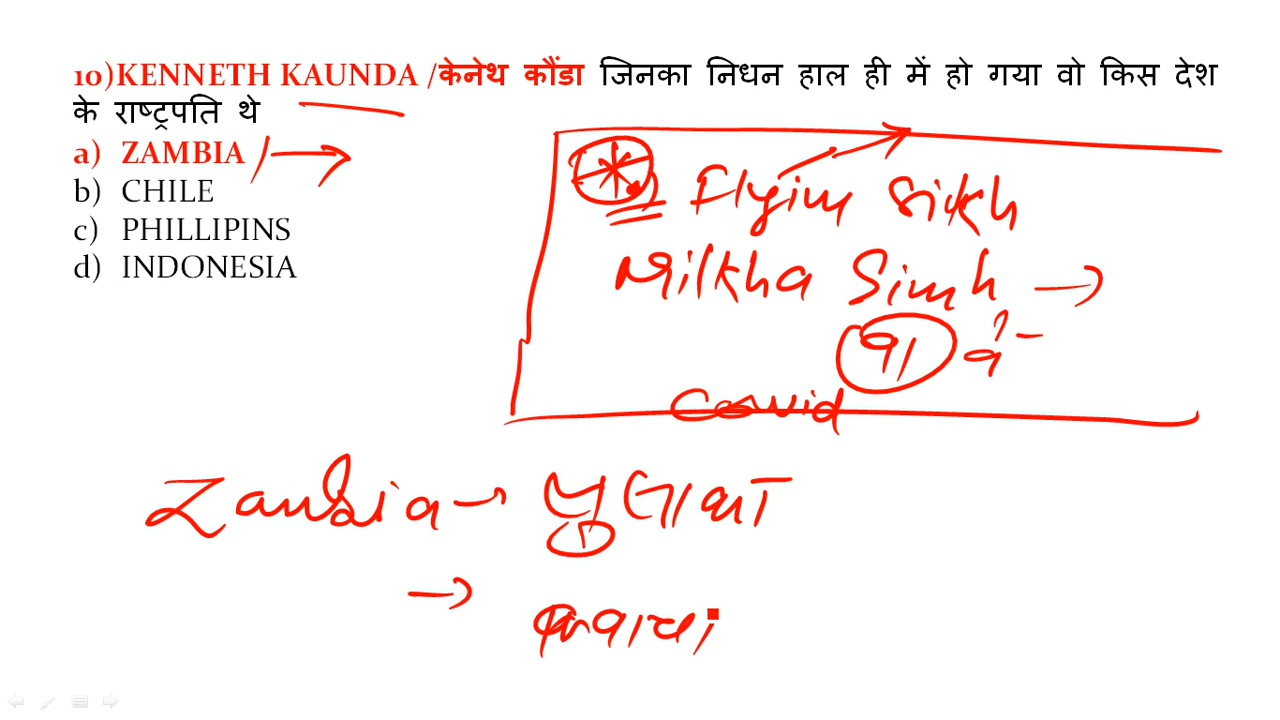 10)KENNETH KAUNDA /केनेथ कौंडा जिनका निधन हाल ही में हो गया वो किस देश
के राष्ट्रपति थे
a) ZAMBIA
b) CHILE
c) PHILLIPINS
d) INDONESIA
Flying Sikh
Milkha Singh
91
Covid
Zambia